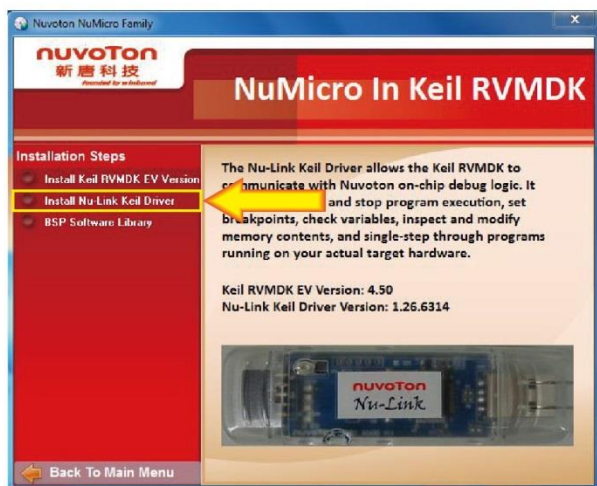 Nuvoton NuMicro Family
nuvoTon
新唐科技
Founded by winbond
NuMicro In Keil RVMDK
Installation Steps
Install Keil RVMDK EV Version
Install Nu-Link Keil Driver
BSP Software Library
The Nu-Link Keil Driver allows the Keil RVMDK to
communicate with Nuvoton on-chip debug logic. It
and stop program execution, set
breakpoints, check variables, inspect and modify
memory contents, and single-step through programs
running on your actual target hardware.
Keil RVMDK EV Version: 4.50
Nu-Link Keil Driver Version: 1.26.6314
nuvoTon
Nu-Link
Back To Main Menu